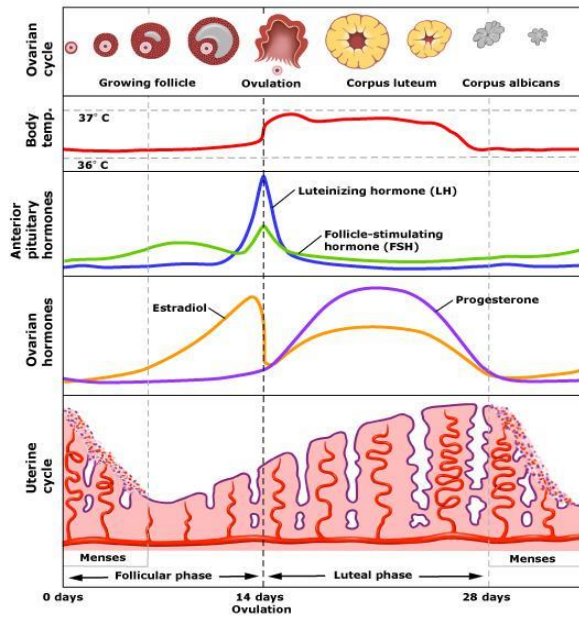 Ovarian
cycle
Growing follicle
Ovulation
Corpus luteum
Corpus albicans
Body
temp.
37° C
36° C
Anterior
pituitary
hormones
Luteinizing hormone (LH)
Follicle-stimulating
hormone (FSH)
Ovarian
hormones
Estradiol
Progesterone
Uterine
cycle
Menses
Menses
Follicular phase
Luteal phase
0 days
14 days
Ovulation
28 days